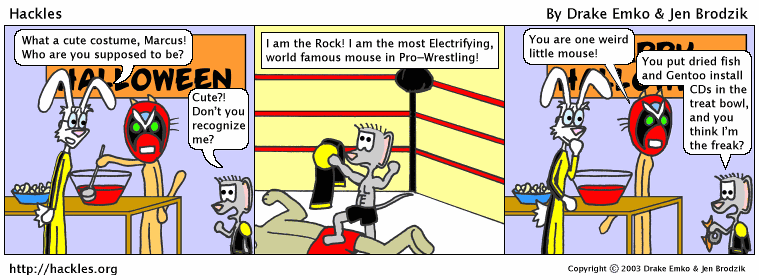 Hackles
By Drake Emko & Jen Brodzik
What a cute costume, Marcus!
Who are you supposed to be?
HALLOWEEN
Cute?!
Don't you
recognize
me?
I am the Rock! I am the most Electrifying,
world famous mouse in Pro-Wrestling!
You are one weird
little mouse!
You put dried fish
and Gentoo install
CDs in the
treat bowl,
and you
think I'm
the freak?
http://hackles.org
Copyright © 2003 Drake Emko & Jen Brodzik